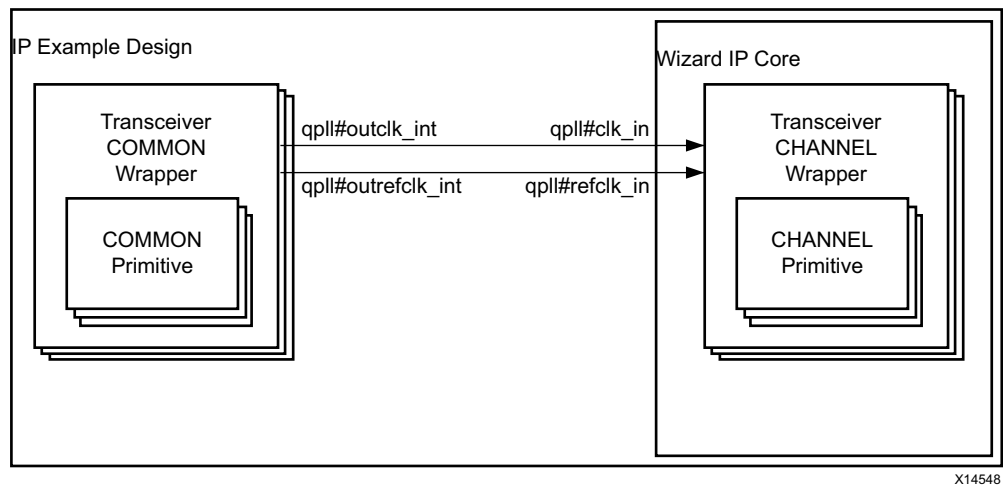 IP Example Design
Wizard IP Core
Transceiver
COMMON
Wrapper
qpll#outclk_int
qpll#clk_in
qpll#outrefclk_int
qpll#refclk_in
Transceiver
CHANNEL
Wrapper
COMMON
Primitive
CHANNEL
Primitive
X14548